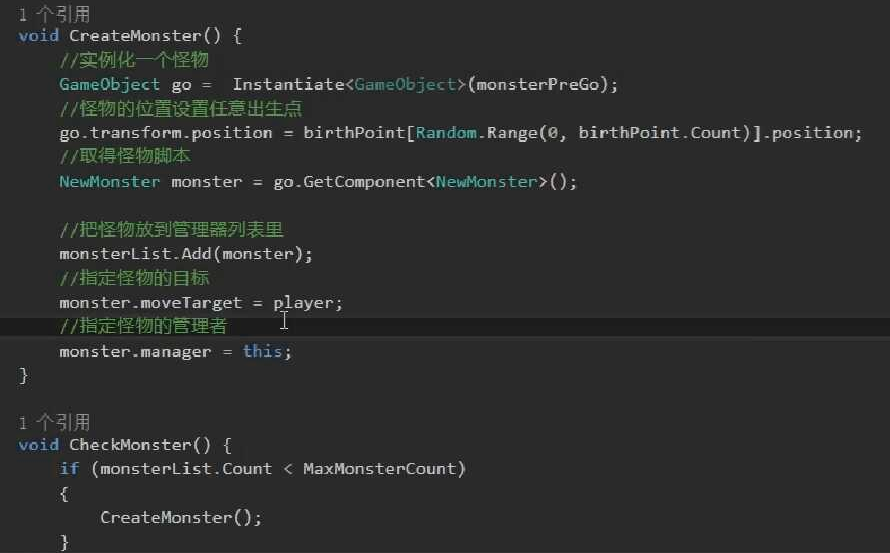 1 个引用
void CreateMonster() {
//实例化一个怪物
GameObject go =  Instantiate<GameObject>(monsterPreGo);
//怪物的位置设置任意出生点
go.transform.position = birthPoint[Random.Range(0, birthPoint.Count)].position;
//取得怪物脚本
NewMonster monster = go.GetComponent<NewMonster>();
//把怪物放到管理器列表里
monsterList.Add(monster);
//指定怪物的目标
monster.moveTarget = player;
//指定怪物的管理者
monster.manager = this;
}
1 个引用
void CheckMonster() {
if (monsterList.Count < MaxMonsterCount)
{
CreateMonster();
}